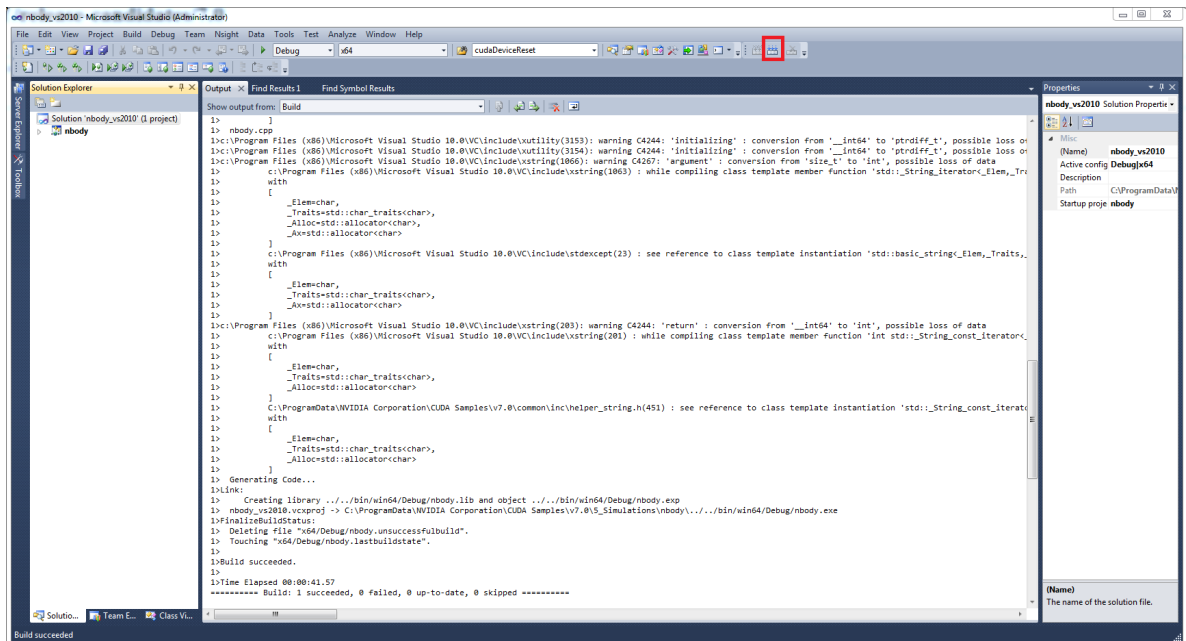 nbody_vs2010 - Microsoft Visual Studio (Administrator)
File Edit View Project Build Debug Team Nsight Data Tools Test Analyze Window Help
Debug x64 cudaDeviceReset
Server Explorer
Toolbox
Solution Explorer
Solution 'nbody_vs2010' (1 project)
nbody
Output Find Results 1 Find Symbol Results
Show output from: Build
1> ]
1> nbody.cpp
1>c:\Program Files (x86)\Microsoft Visual Studio 10.0\VC\include\xutility(3153): warning C4244: 'initializing' : conversion from '__int64' to 'ptrdiff_t', possible loss o
1>c:\Program Files (x86)\Microsoft Visual Studio 10.0\VC\include\xutility(3154): warning C4244: 'initializing' : conversion from '__int64' to 'ptrdiff_t', possible loss o
1>c:\Program Files (x86)\Microsoft Visual Studio 10.0\VC\include\xstring(1066): warning C4267: 'argument' : conversion from 'size_t' to 'int', possible loss of data
1> c:\Program Files (x86)\Microsoft Visual Studio 10.0\VC\include\xstring(1063) : while compiling class template member function 'std::_String_iterator<_Elem,_Tra
1> with
1> [
1> _Elem=char,
1> _Traits=std::char_traits<char>,
1> _Alloc=std::allocator<char>,
1> _Ax=std::allocator<char>
1> ]
1> c:\Program Files (x86)\Microsoft Visual Studio 10.0\VC\include\stdexcept(23) : see reference to class template instantiation 'std::basic_string<_Elem,_Traits,_
1> with
1> [
1> _Elem=char,
1> _Traits=std::char_traits<char>,
1> _Ax=std::allocator<char>
1> ]
1>c:\Program Files (x86)\Microsoft Visual Studio 10.0\VC\include\xstring(203): warning C4244: 'return' : conversion from '__int64' to 'int', possible loss of data
1> c:\Program Files (x86)\Microsoft Visual Studio 10.0\VC\include\xstring(201) : while compiling class template member function 'int std::_String_const_iterator<_
1> with
1> [
1> _Elem=char,
1> _Traits=std::char_traits<char>,
1> _Alloc=std::allocator<char>
1> ]
1> C:\ProgramData\NVIDIA Corporation\CUDA Samples\v7.0\common\inc\helper_string.h(451) : see reference to class template instantiation 'std::_String_const_iterato
1> with
1> [
1> _Elem=char,
1> _Traits=std::char_traits<char>,
1> _Alloc=std::allocator<char>
1> ]
1> Generating Code...
1>Link:
1> Creating library ../../bin/win64/Debug/nbody.lib and object ../../bin/win64/Debug/nbody.exp
1> nbody_vs2010.vcxproj -> C:\ProgramData\NVIDIA Corporation\CUDA Samples\v7.0\5_Simulations\nbody\../../bin/win64/Debug/nbody.exe
1>FinalizeBuildStatus:
1> Deleting file "x64/Debug/nbody.unsuccessfulbuild".
1> Touching "x64/Debug/nbody.lastbuildstate".
1>
1>Build succeeded.
1>
1>Time Elapsed 00:00:41.57
========== Build: 1 succeeded, 0 failed, 0 up-to-date, 0 skipped ==========
Properties
nbody_vs2010 Solution Propertie
Misc
(Name) nbody_vs2010
Active config Debug|x64
Description
Path C:\ProgramData\N
Startup proje nbody
(Name)
The name of the solution file.
Solutio... Team E... Class Vi...
Build succeeded